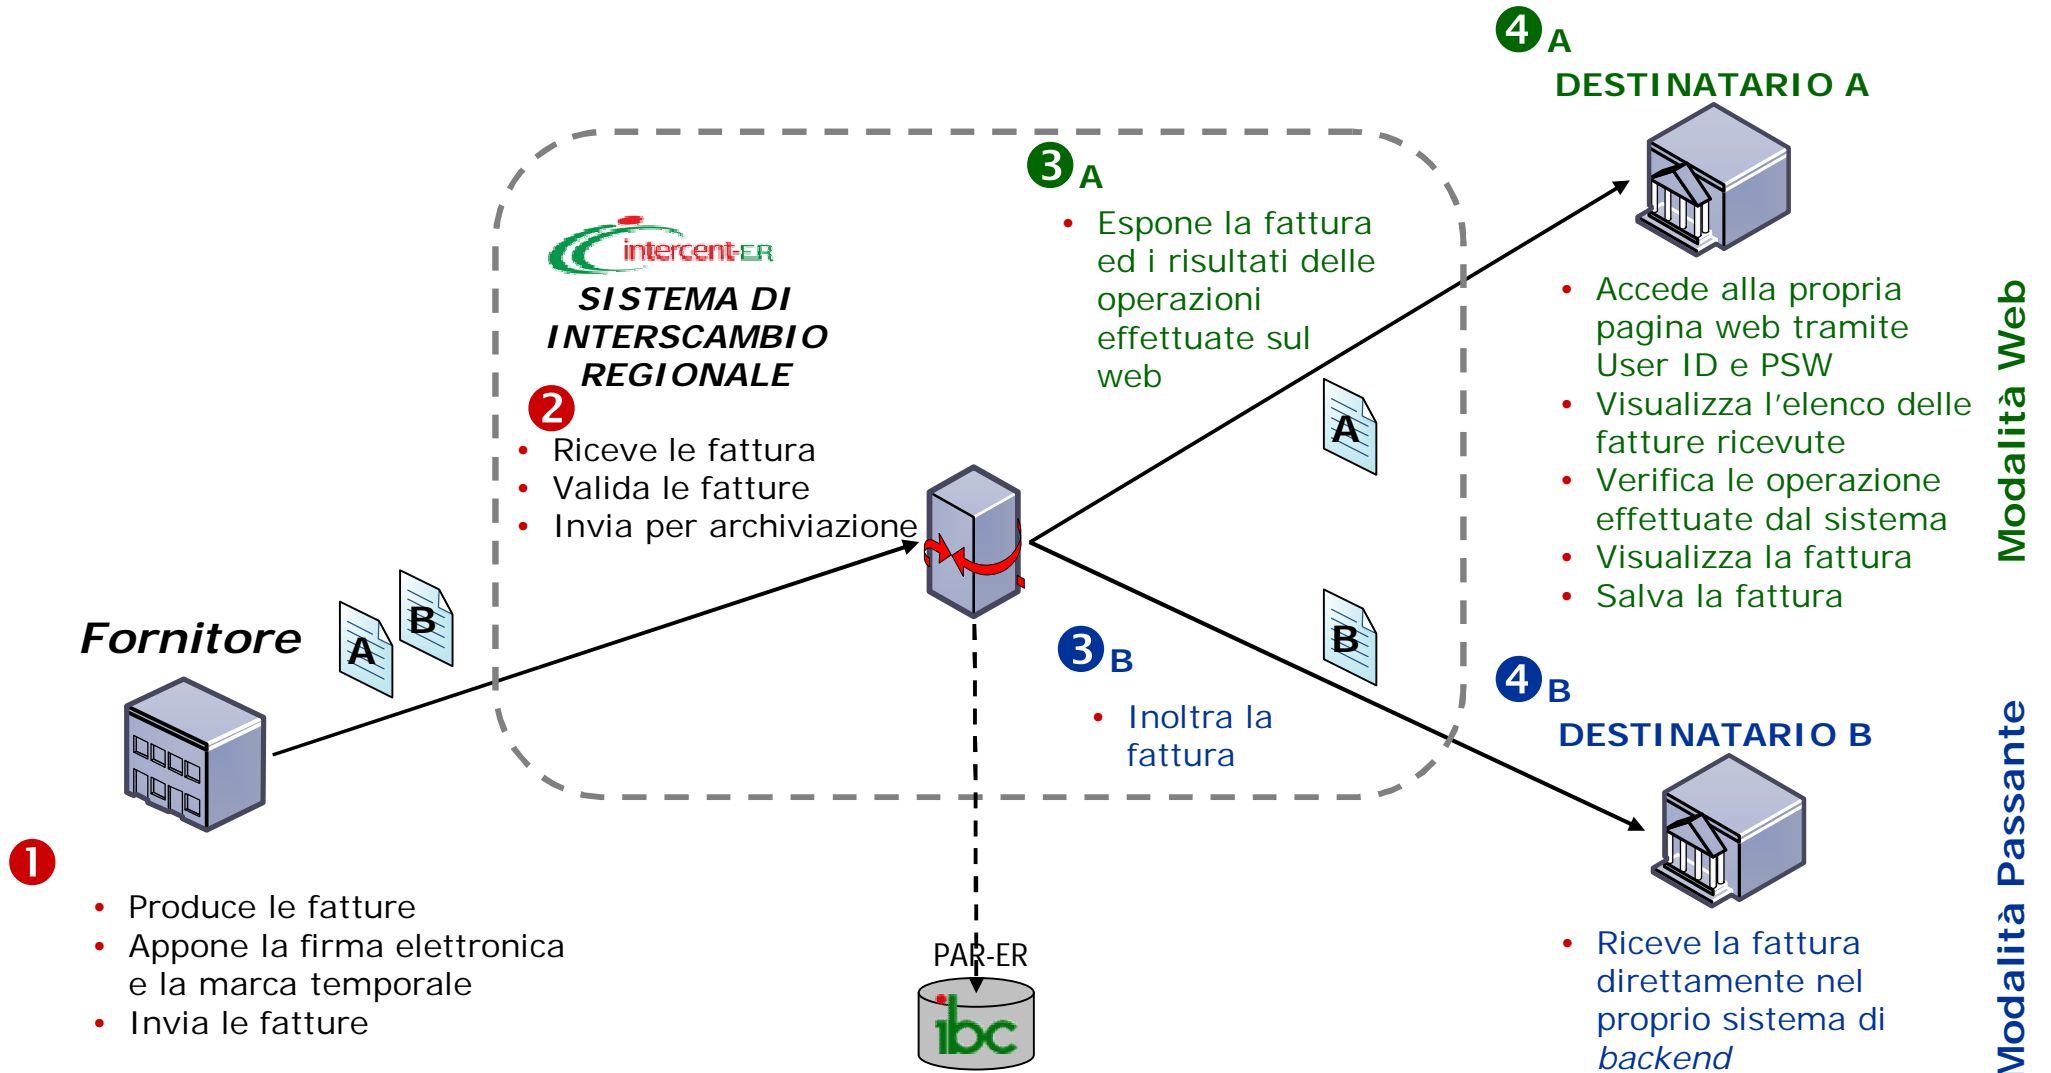 4 A
DESTINATARIO A
3 A
• Espone la fattura
ed i risultati delle
operazioni
effettuate sul
web
intercent-ER
SISTEMA DI
INTERSCAMBIO
REGIONALE
2
• Riceve le fattura
• Valida le fatture
• Invia per archiviazione
• Accede alla propria
pagina web tramite
User ID e PSW
• Visualizza l'elenco delle
fatture ricevute
• Verifica le operazione
effettuate dal sistema
• Visualizza la fattura
• Salva la fattura
Modalità Web
A
B
Fornitore
A
B
1
• Produce le fatture
• Appone la firma elettronica
e la marca temporale
• Invia le fatture
3 B
• Inoltra la
fattura
PAR-ER
ibc
4 B
DESTINATARIO B
• Riceve la fattura
direttamente nel
proprio sistema di
backend
Modalità Passante